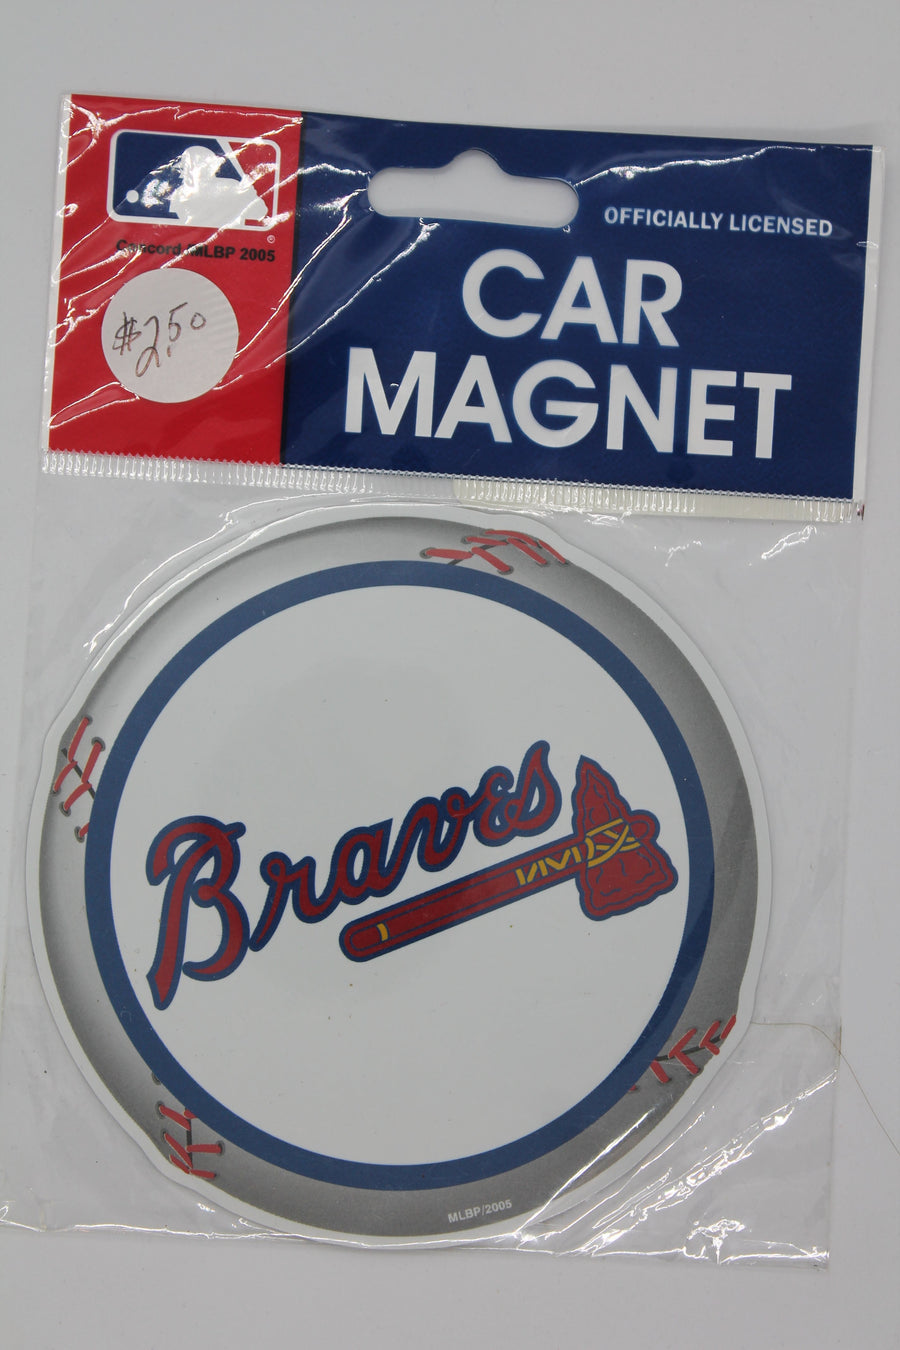 OFFICIALLY LICENSED
®
Concord/MLBP 2005
CAR
MAGNET
$2.50
Braves
MLBP/2005